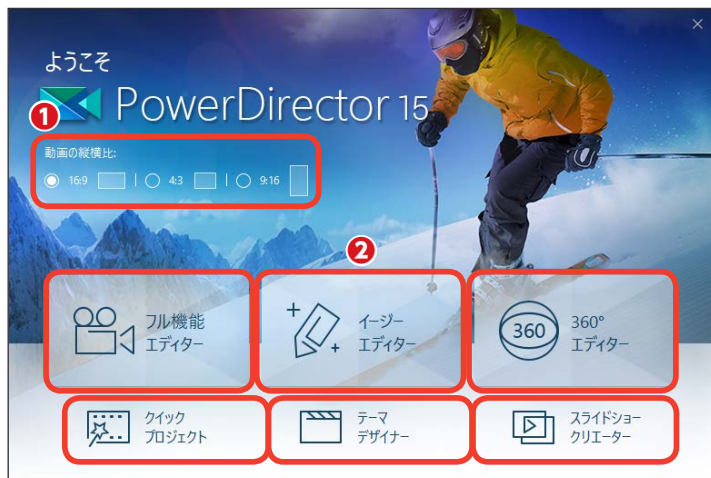 ようこそ
PowerDirector 15
1
動画の縦横比:
16:9 | 4:3 | 9:16
2
フル機能
エディター
イージー
エディター
360
360°
エディター
クイック
プロジェクト
テーマ
デザイナー
スライドショー
クリエーター